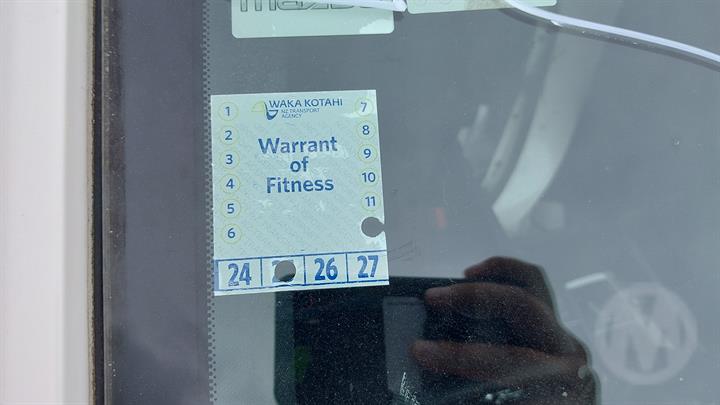 mazda
WAKA KOTAHI
NZ TRANSPORT
AGENCY
Warrant
of
Fitness
1
2
3
4
5
6
7
8
9
10
11
24
26
27
M